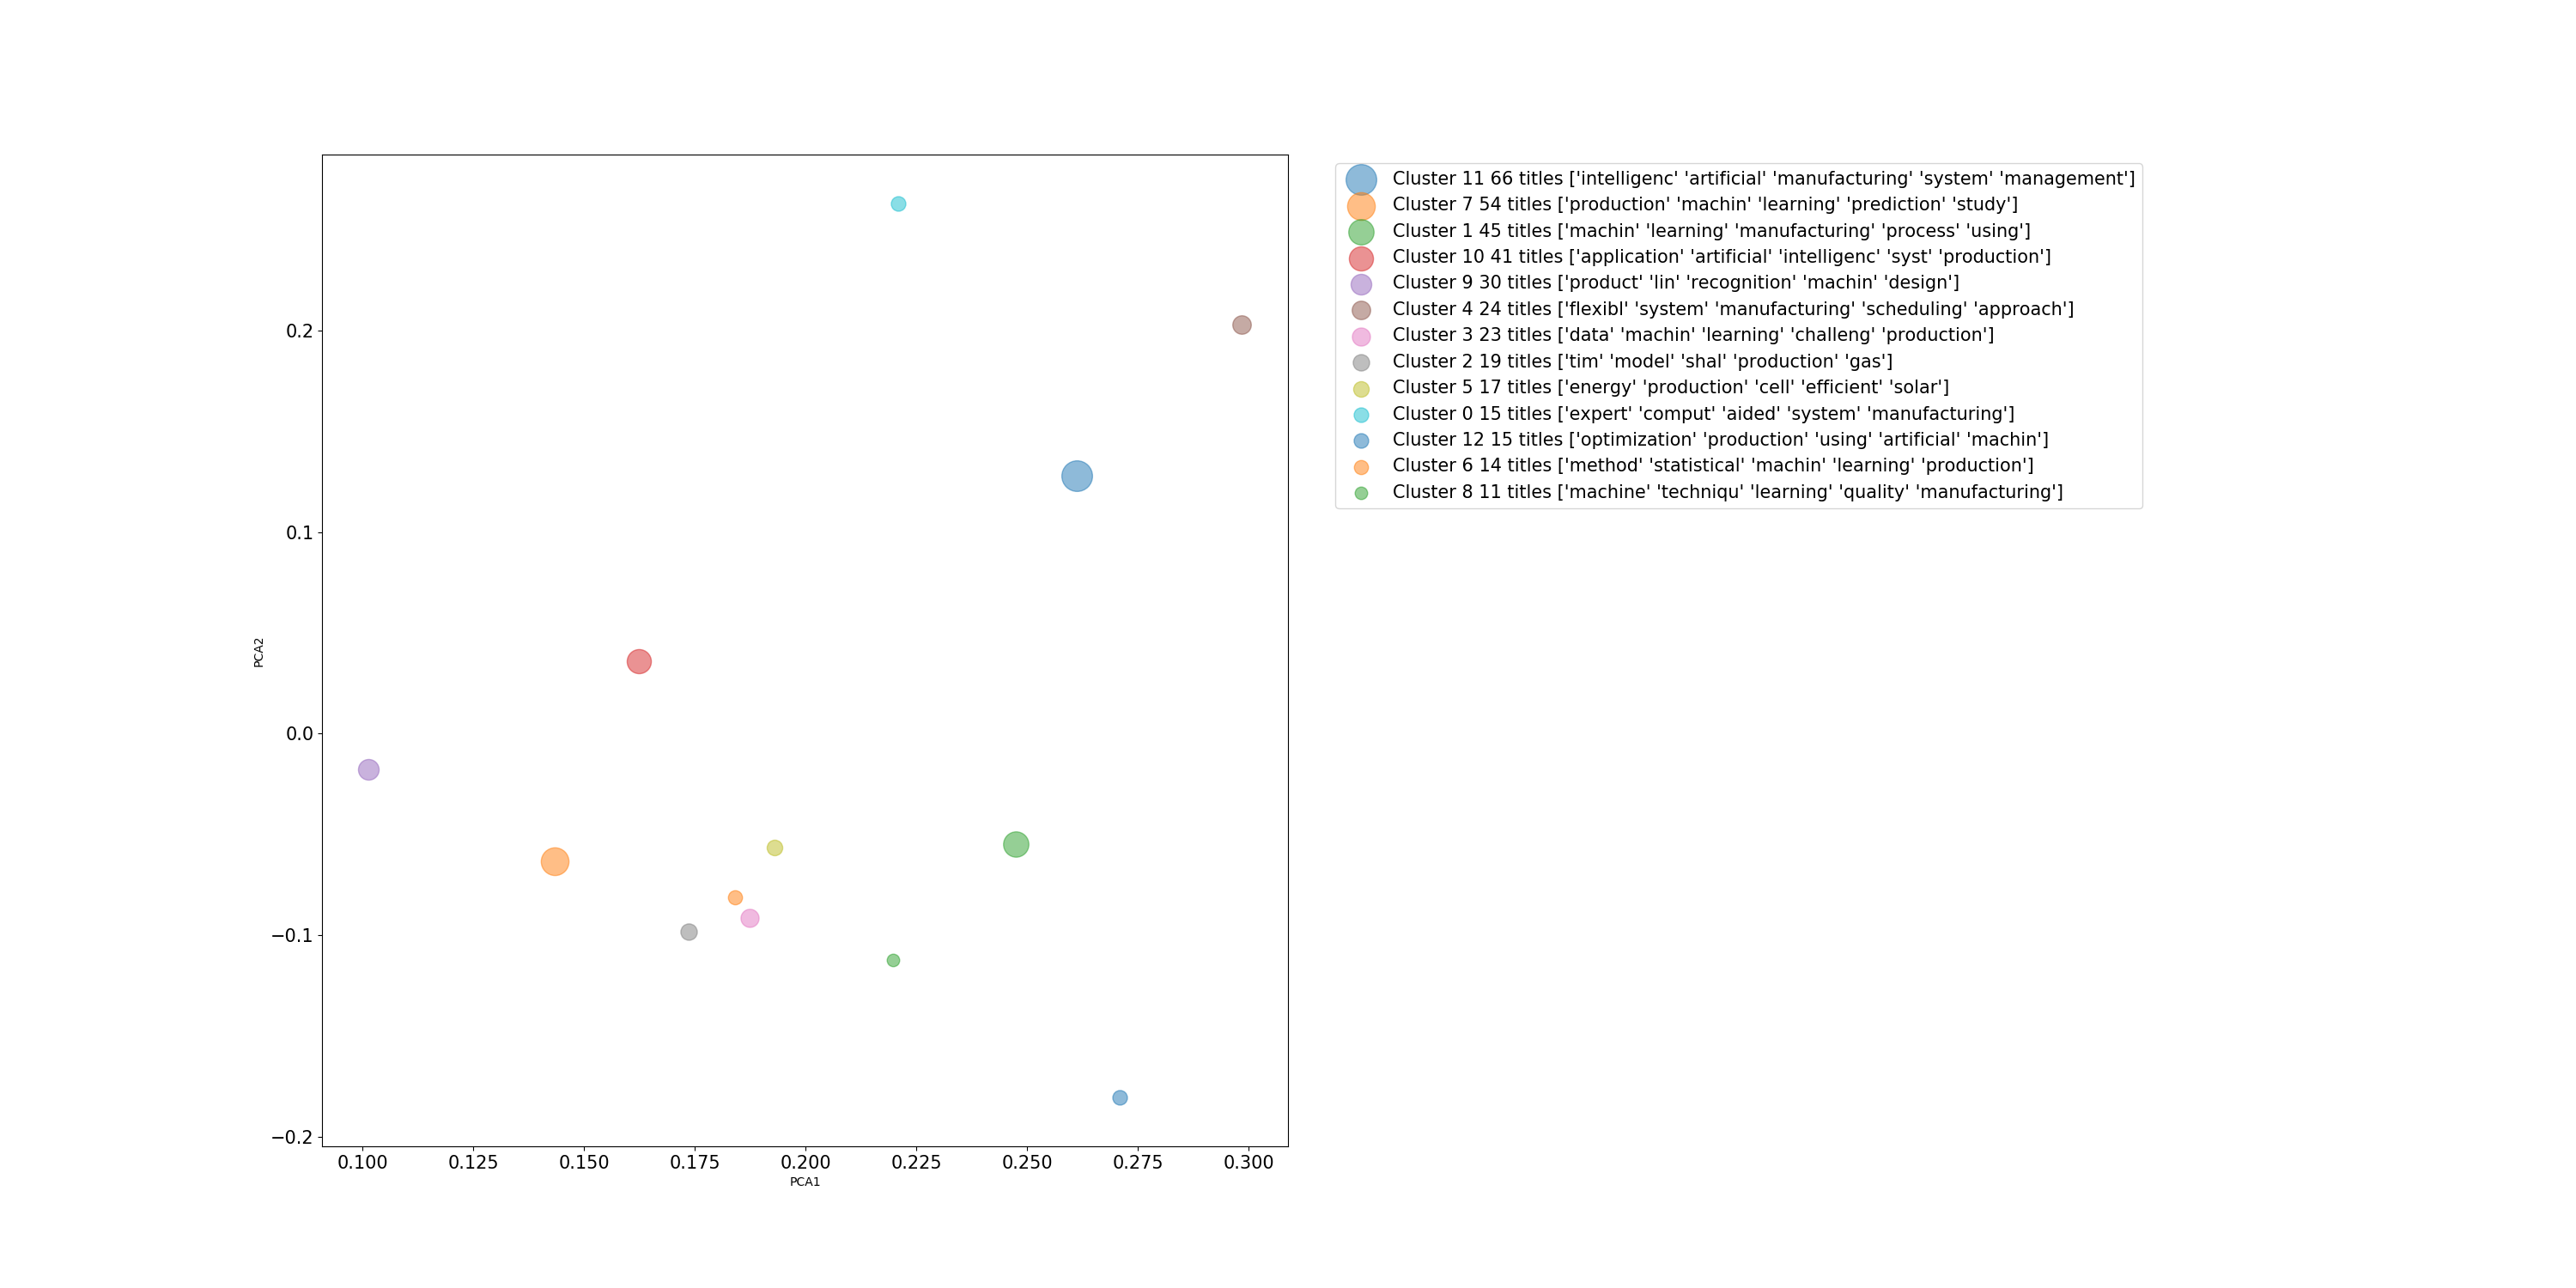 Cluster 11 66 titles ['intelligenc' 'artificial' 'manufacturing' 'system' 'management']
Cluster 7 54 titles ['production' 'machin' 'learning' 'prediction' 'study']
Cluster 1 45 titles ['machin' 'learning' 'manufacturing' 'process' 'using']
Cluster 10 41 titles ['application' 'artificial' 'intelligenc' 'syst' 'production']
Cluster 9 30 titles ['product' 'lin' 'recognition' 'machin' 'design']
Cluster 4 24 titles ['flexibl' 'system' 'manufacturing' 'scheduling' 'approach']
Cluster 3 23 titles ['data' 'machin' 'learning' 'challeng' 'production']
Cluster 2 19 titles ['tim' 'model' 'shal' 'production' 'gas']
Cluster 5 17 titles ['energy' 'production' 'cell' 'efficient' 'solar']
Cluster 0 15 titles ['expert' 'comput' 'aided' 'system' 'manufacturing']
Cluster 12 15 titles ['optimization' 'production' 'using' 'artificial' 'machin']
Cluster 6 14 titles ['method' 'statistical' 'machin' 'learning' 'production']
Cluster 8 11 titles ['machine' 'techniqu' 'learning' 'quality' 'manufacturing']
0.2
0.1
0.0
−0.1
−0.2
PCA2
0.100 0.125 0.150 0.175 0.200 0.225 0.250 0.275 0.300
PCA1